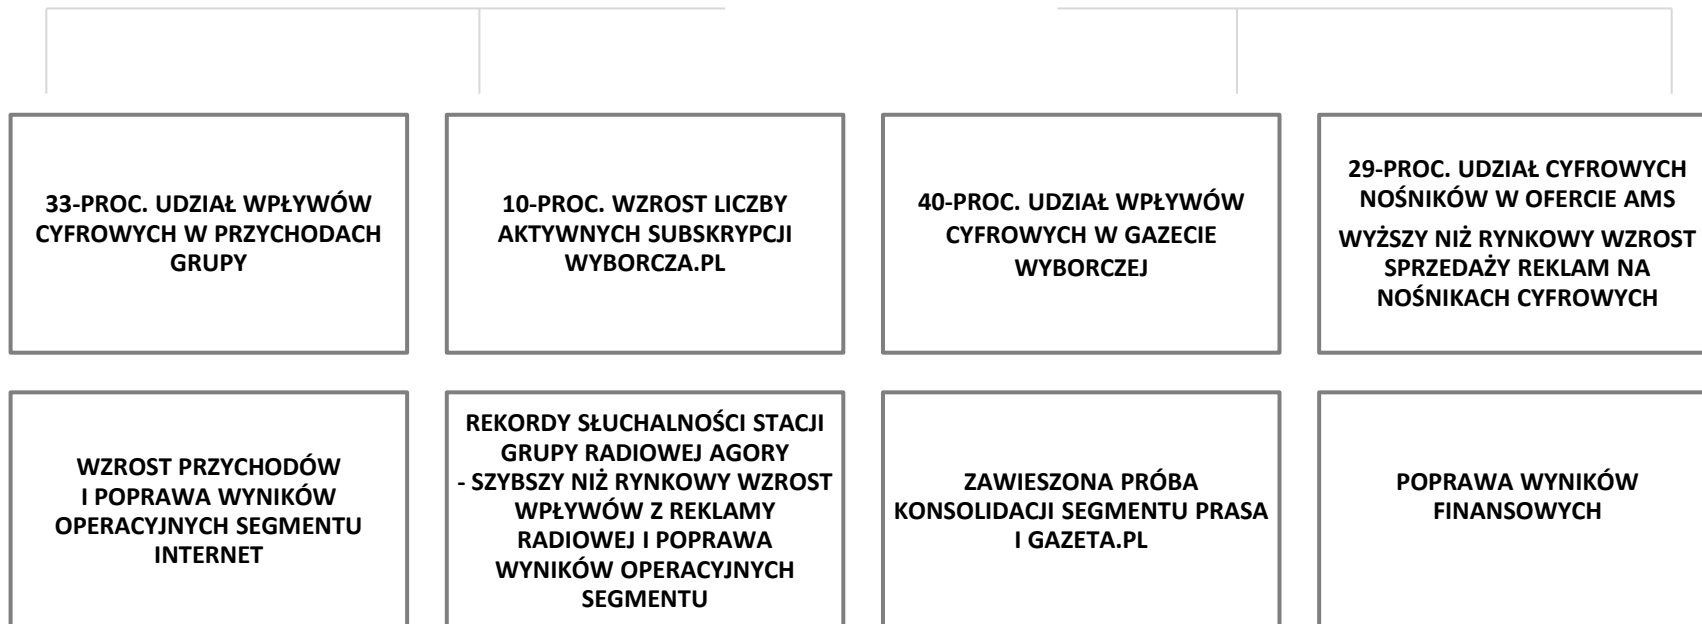 33-PROC. UDZIAŁ WPŁYWÓW
CYFROWYCH W PRZYCHODACH
GRUPY
10-PROC. WZROST LICZBY
AKTYWNYCH SUBSKRYPCJI
WYBORCZA.PL
40-PROC. UDZIAŁ WPŁYWÓW
CYFROWYCH W GAZECIE
WYBORCZEJ
29-PROC. UDZIAŁ CYFROWYCH
NOŚNIKÓW W OFERCIE AMS
WYŻSZY NIŻ RYNKOWY WZROST
SPRZEDAŻY REKLAM NA
NOŚNIKACH CYFROWYCH
WZROST PRZYCHODÓW
I POPRAWA WYNIKÓW
OPERACYJNYCH SEGMENTU
INTERNET
REKORDY SŁUCHALNOŚCI STACJI
GRUPY RADIOWEJ AGORY
- SZYBSZY NIŻ RYNKOWY WZROST
WPŁYWÓW Z REKLAMY
RADIOWEJ I POPRAWA
WYNIKÓW OPERACYJNYCH
SEGMENTU
ZAWIESZONA PRÓBA
KONSOLIDACJI SEGMENTU PRASA
I GAZETA.PL
POPRAWA WYNIKÓW
FINANSOWYCH